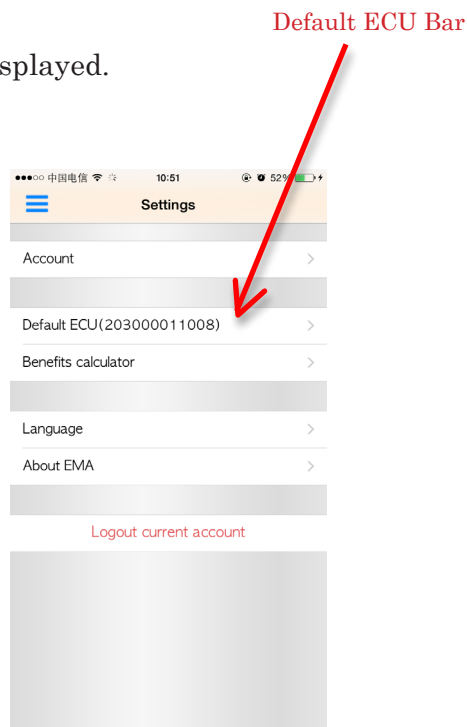 Default ECU Bar
splayed.
中国电信 10:51 52%
Settings
Account
Default ECU(203000011008)
Benefits calculator
Language
About EMA
Logout current account